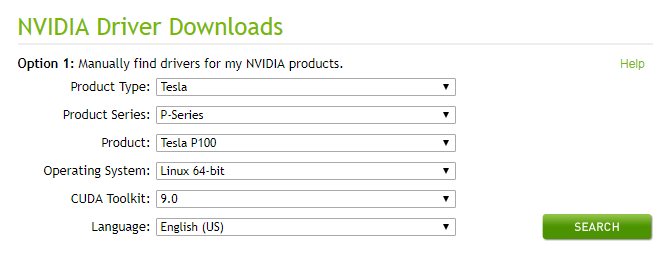 NVIDIA Driver Downloads
Option 1: Manually find drivers for my NVIDIA products. Help
Product Type: Tesla
Product Series: P-Series
Product: Tesla P100
Operating System: Linux 64-bit
CUDA Toolkit: 9.0
Language: English (US) SEARCH